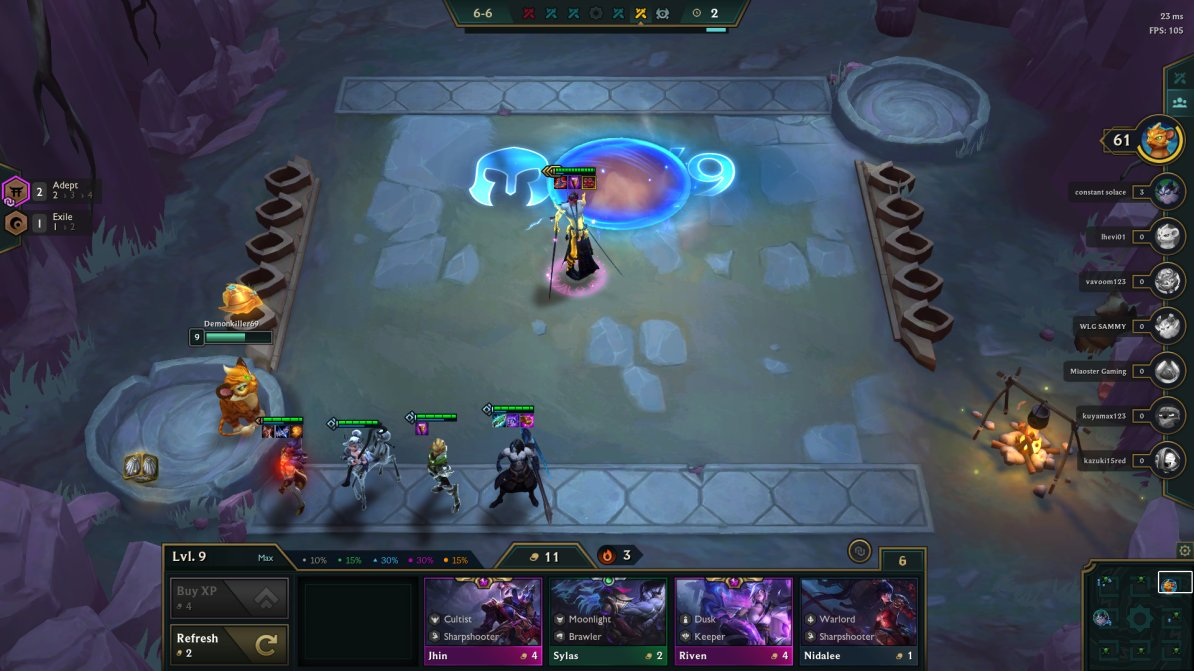 6-6
2
23 ms
FPS: 105
9
61
2
Adept
2 › 3 › 4
1
Exile
1 › 2
constant solace
3
lhevi01
0
vavoom123
0
WLG SAMMY
0
Miaoster Gaming
0
kuyamax123
0
kazuki15red
0
Demonkiller69
9
Lvl. 9
Max
10%
15%
30%
30%
15%
11
3
6
Buy XP
4
Refresh
2
Cultist
Sharpshooter
Jhin
4
Moonlight
Brawler
Sylas
2
Dusk
Keeper
Riven
4
Warlord
Sharpshooter
Nidalee
1